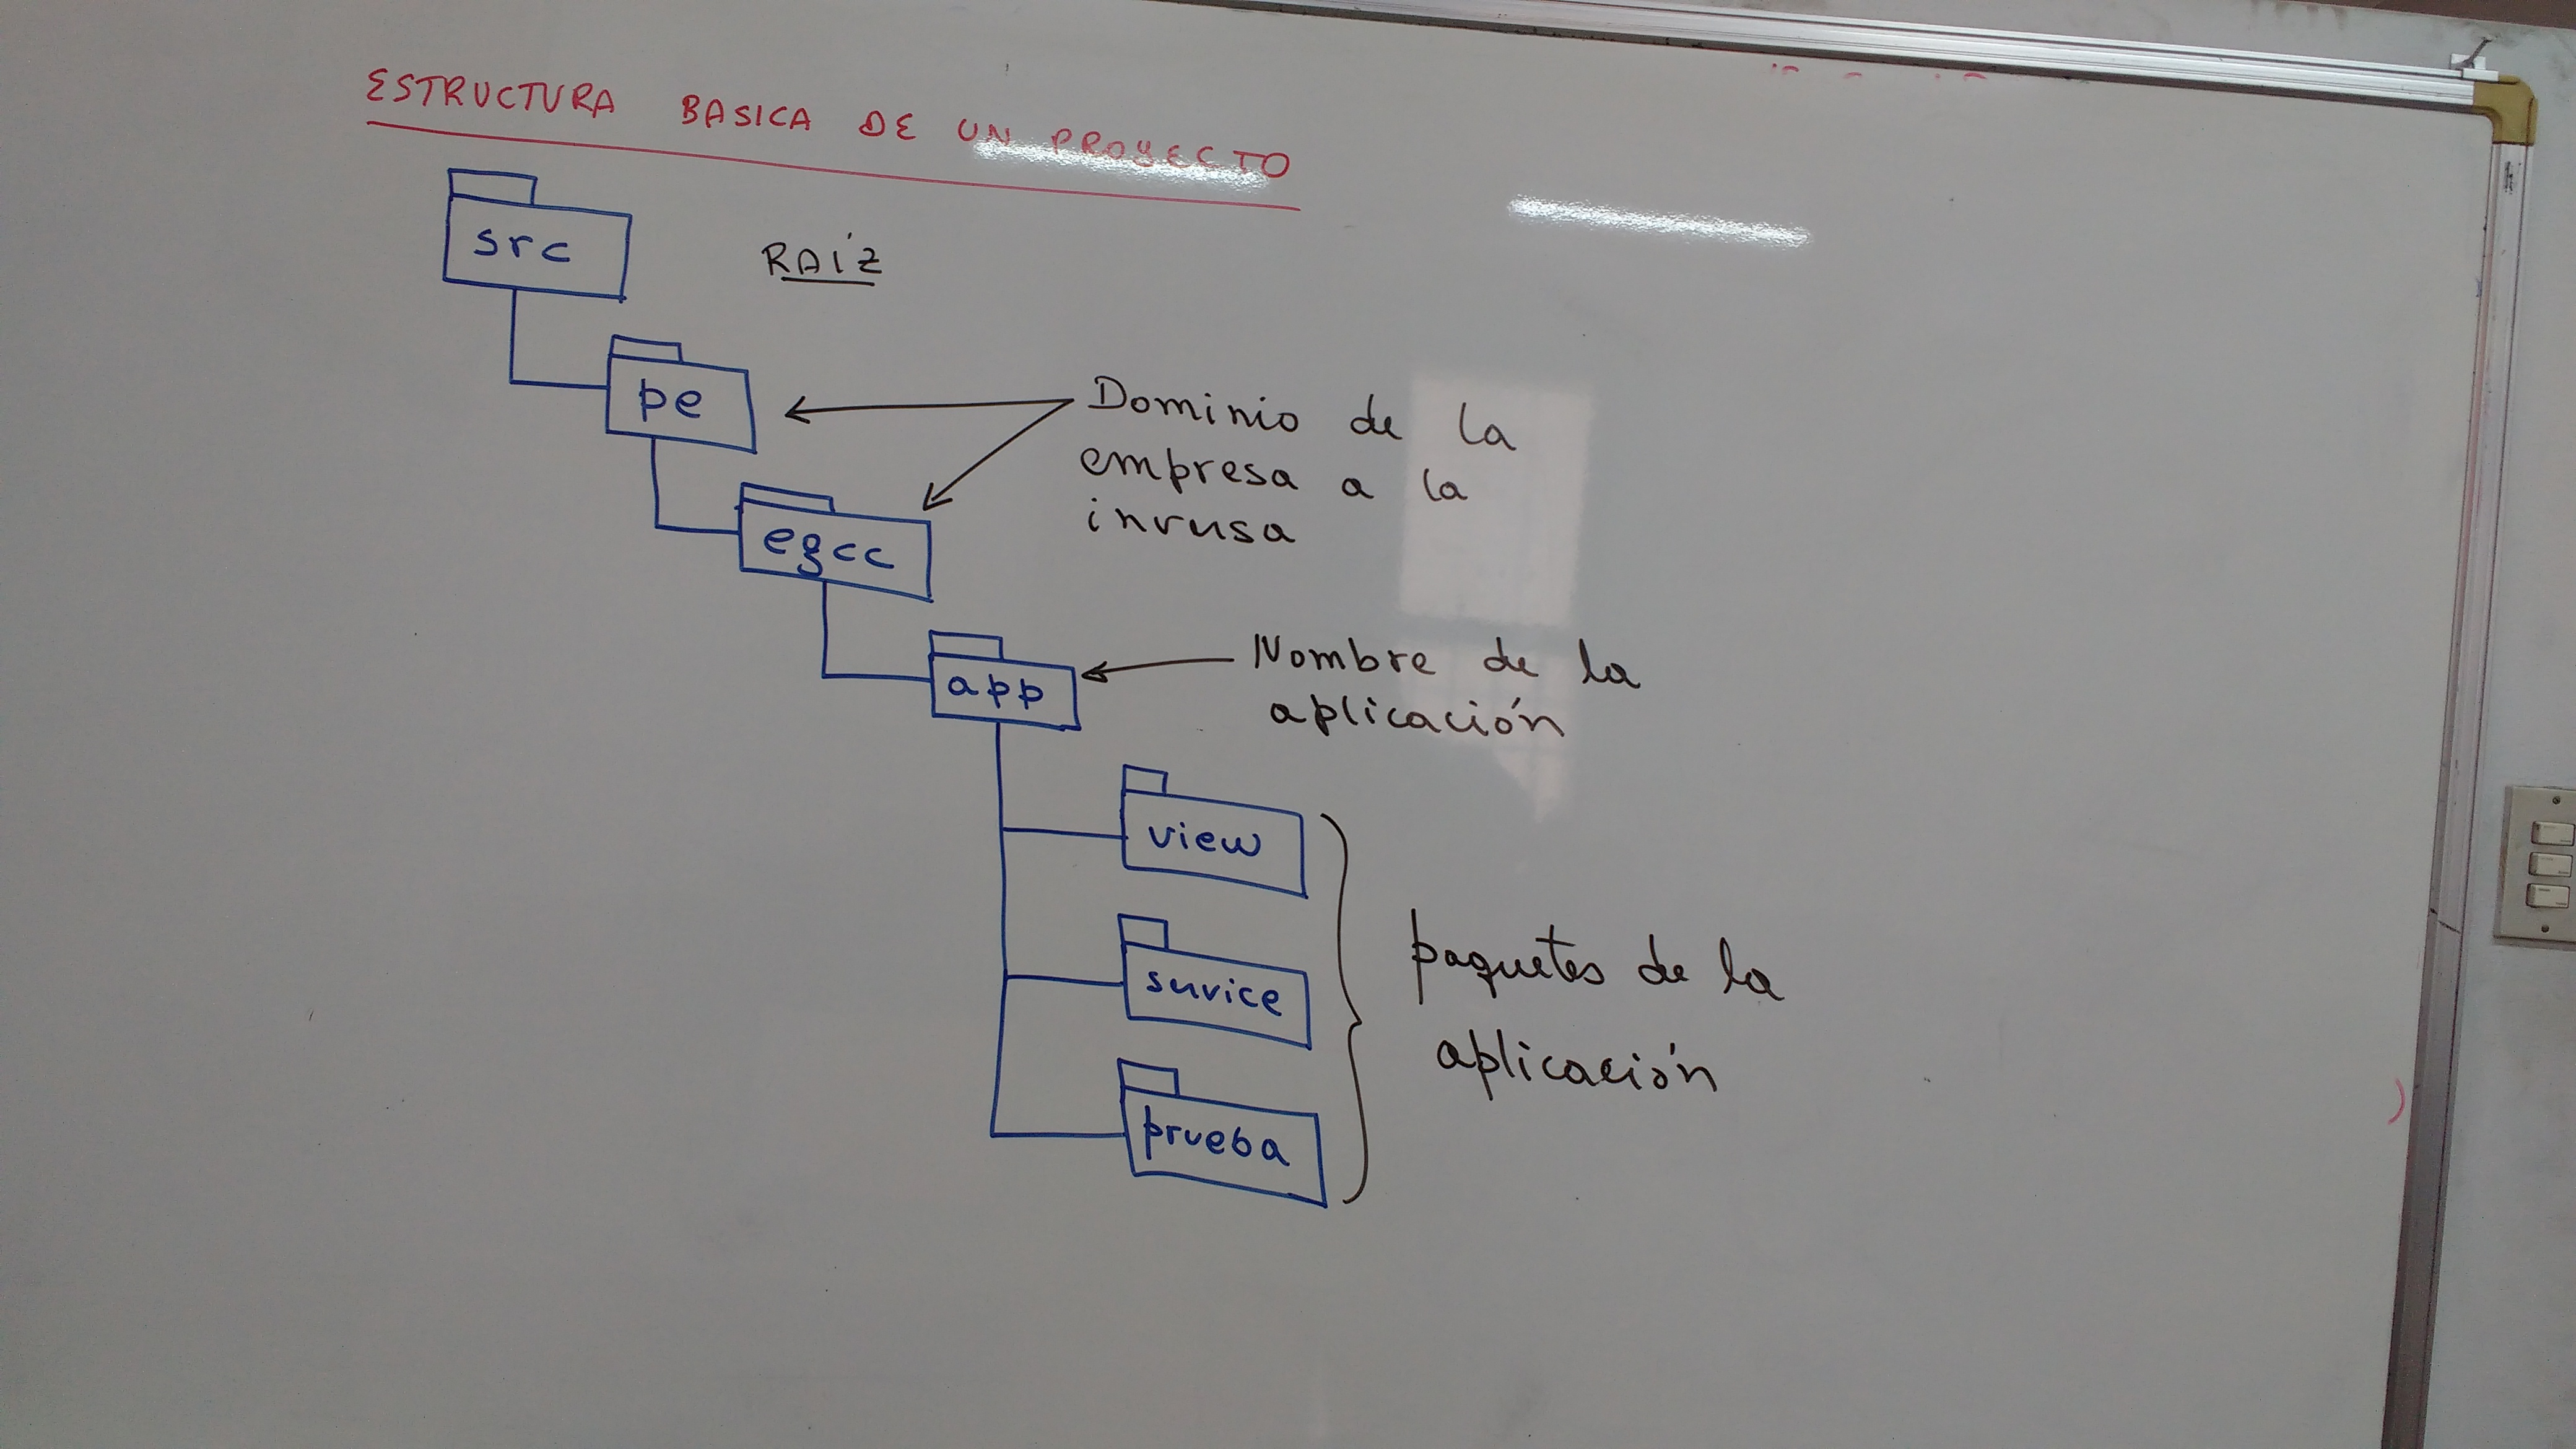 ESTRUCTURA BASICA DE UN PROYECTO
src
RAÍZ
pe
Dominio de la
empresa a la
inversa
egcc
app
Nombre de la
aplicación
view
service
prueba
paquetes de la
aplicación